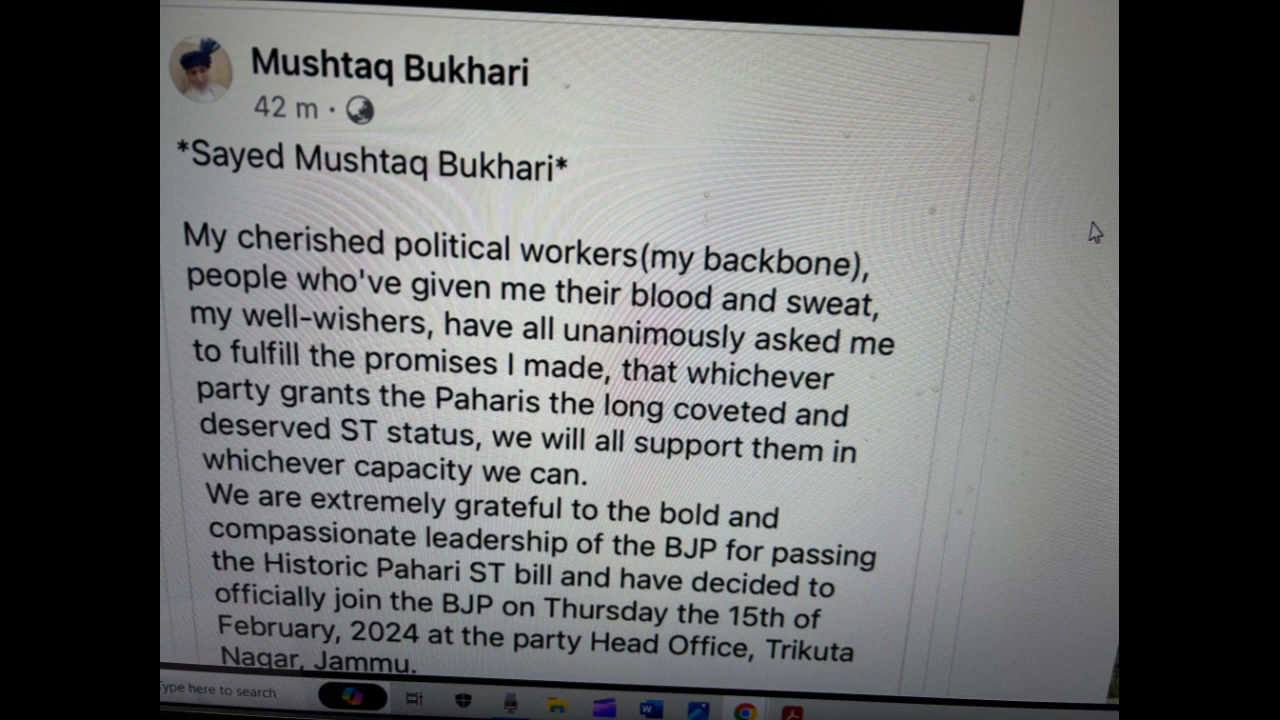 Mushtaq Bukhari
42 m ·
*Sayed Mushtaq Bukhari*
My cherished political workers(my backbone),
people who've given me their blood and sweat,
my well-wishers, have all unanimously asked me
to fulfill the promises I made, that whichever
party grants the Paharis the long coveted and
deserved ST status, we will all support them in
whichever capacity we can.
We are extremely grateful to the bold and
compassionate leadership of the BJP for passing
the Historic Pahari ST bill and have decided to
officially join the BJP on Thursday the 15th of
February, 2024 at the party Head Office, Trikuta
Nagar, Jammu.
Type here to search